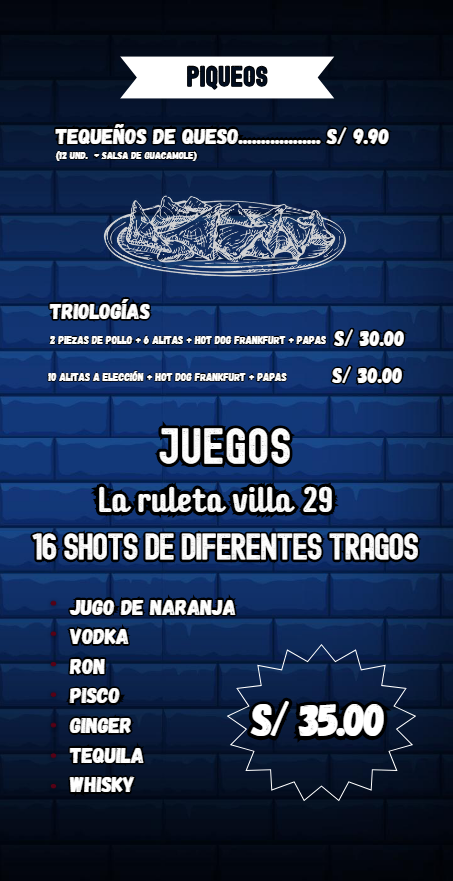 PIQUEOS
TEQUEÑOS DE QUESO.................. S/ 9.90
(12 UND. + SALSA DE GUACAMOLE)
TRIOLOGÍAS
2 PIEZAS DE POLLO + 6 ALITAS + HOT DOG FRANKFURT + PAPAS S/ 30.00
10 ALITAS A ELECCIÓN + HOT DOG FRANKFURT + PAPAS S/ 30.00
JUEGOS
La ruleta villa 29
16 SHOTS DE DIFERENTES TRAGOS
JUGO DE NARANJA
VODKA
RON
PISCO
GINGER
TEQUILA
WHISKY
S/ 35.00